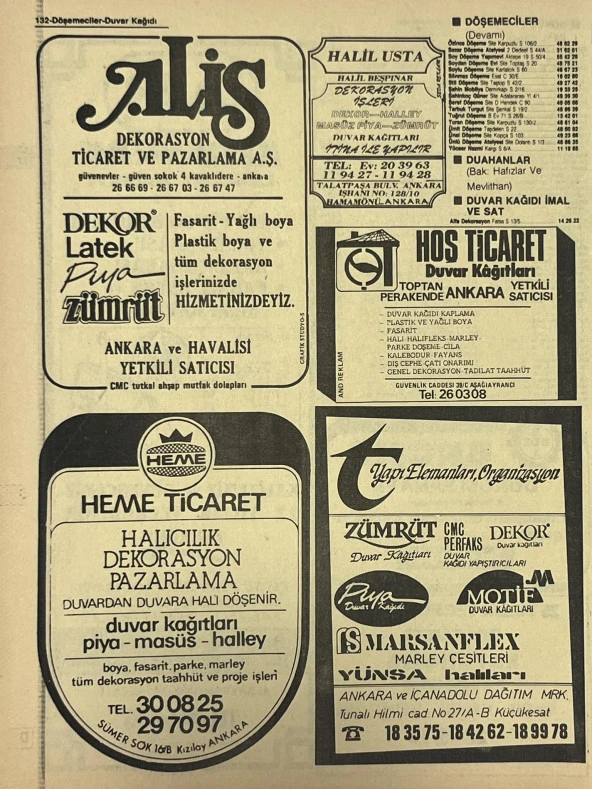 132-Döşemeciler-Duvar Kağıdı
ALiS
DEKORASYON
TİCARET VE PAZARLAMA A.Ş.
güvenevler - güven sokok 4 kavaklıdere - ankara
26 66 69 - 26 67 03 - 26 67 47
DEKOR
Latek
Piya
zümrüt
Fasarit - Yağlı boya
Plastik boya ve
tüm dekorasyon
işlerinizde
HİZMETİNİZDEYİZ.
ANKARA ve HAVALİSİ
YETKİLİ SATICISI
CMC tutkal ahşap mutfak dolapları
GRAFİK STÜDYO-S
HALİL USTA
HALİL BEŞPINAR
DEKORASYON
İŞLERİ
DEKOR—HALLEY
MASÜZ PİYA—ZÜMRÜT
DUVAR KAĞITLARI
İTİNA İLE YAPILIR
TEL: Ev: 20 39 63
11 94 27 - 11 94 28
TALATPAŞA BULV. ANKARA
İŞHANI NO: 128/10
HAMAMÖNÜ - ANKARA
■ DÖŞEMECİLER
(Devamı)
■ DUAHANLAR
(Bak: Hafızlar Ve
Mevlithan)
■ DUVAR KAĞIDI İMAL
VE SAT
14 26 23
HOŞ TİCARET
Duvar Kâğıtları
TOPTAN
PERAKENDE ANKARA YETKİLİ
SATICISI
– DUVAR KAĞIDI KAPLAMA
– PLASTİK VE YAĞLI BOYA
– FASARİT
– HALI-HALIFLEKS-MARLEY
PARKE DÖŞEME-CİLA
– KALEBODUR-FAYANS
– DIŞ CEPHE-ÇATI ONARIMI
– GENEL DEKORASYON-TADİLAT TAAHHÜT
GÜVENLİK CADDESİ 39/C AŞAĞIAYRANCI
Tel: 26 03 08
AND REKLAM
HEME
HEME TİCARET
HALICILIK
DEKORASYON
PAZARLAMA
DUVARDAN DUVARA HALI DÖŞENİR.
duvar kağıtları
piya - masüs - halley
boya, fasarit, parke, marley
tüm dekorasyon taahhüt ve proje işleri
TEL. 30 08 25
29 70 97
SÜMER SOK 16/B Kızılay ANKARA
Yapı Elemanları, Organizasyon
ZÜMRÜT
Duvar Kağıtları
CMC
PERFAKS
DUVAR
KAĞIDI YAPIŞTIRICILARI
DEKOR
Duvar kağıtları
Piya
Duvar Kağıdı
MOTİF
DUVAR KAĞITLARI
MARSANFLEX
MARLEY ÇEŞİTLERİ
YÜNSA halıları
ANKARA ve İÇANADOLU DAĞITIM MRK.
Tunalı Hilmi cad. No 27/A-B Küçükesat
☎ 18 35 75 - 18 42 62 - 18 99 78